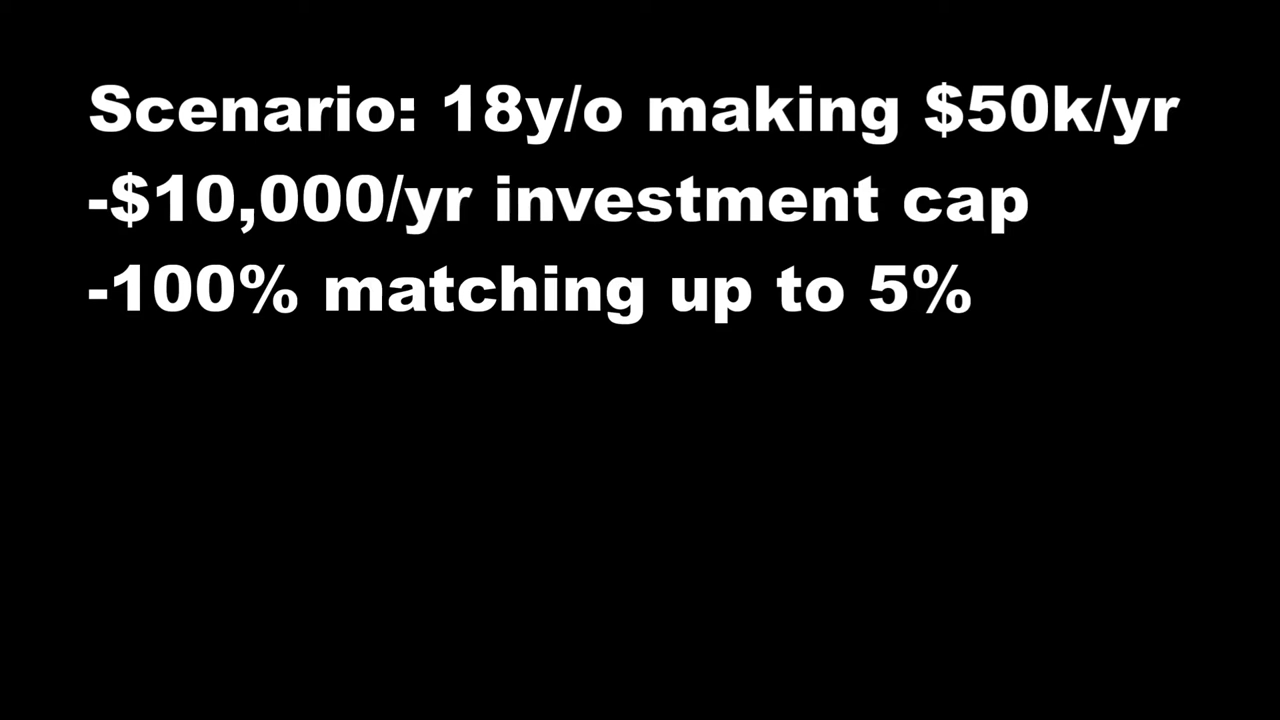 Scenario: 18y/o making $50k/yr
-$10,000/yr investment cap
-100% matching up to 5%